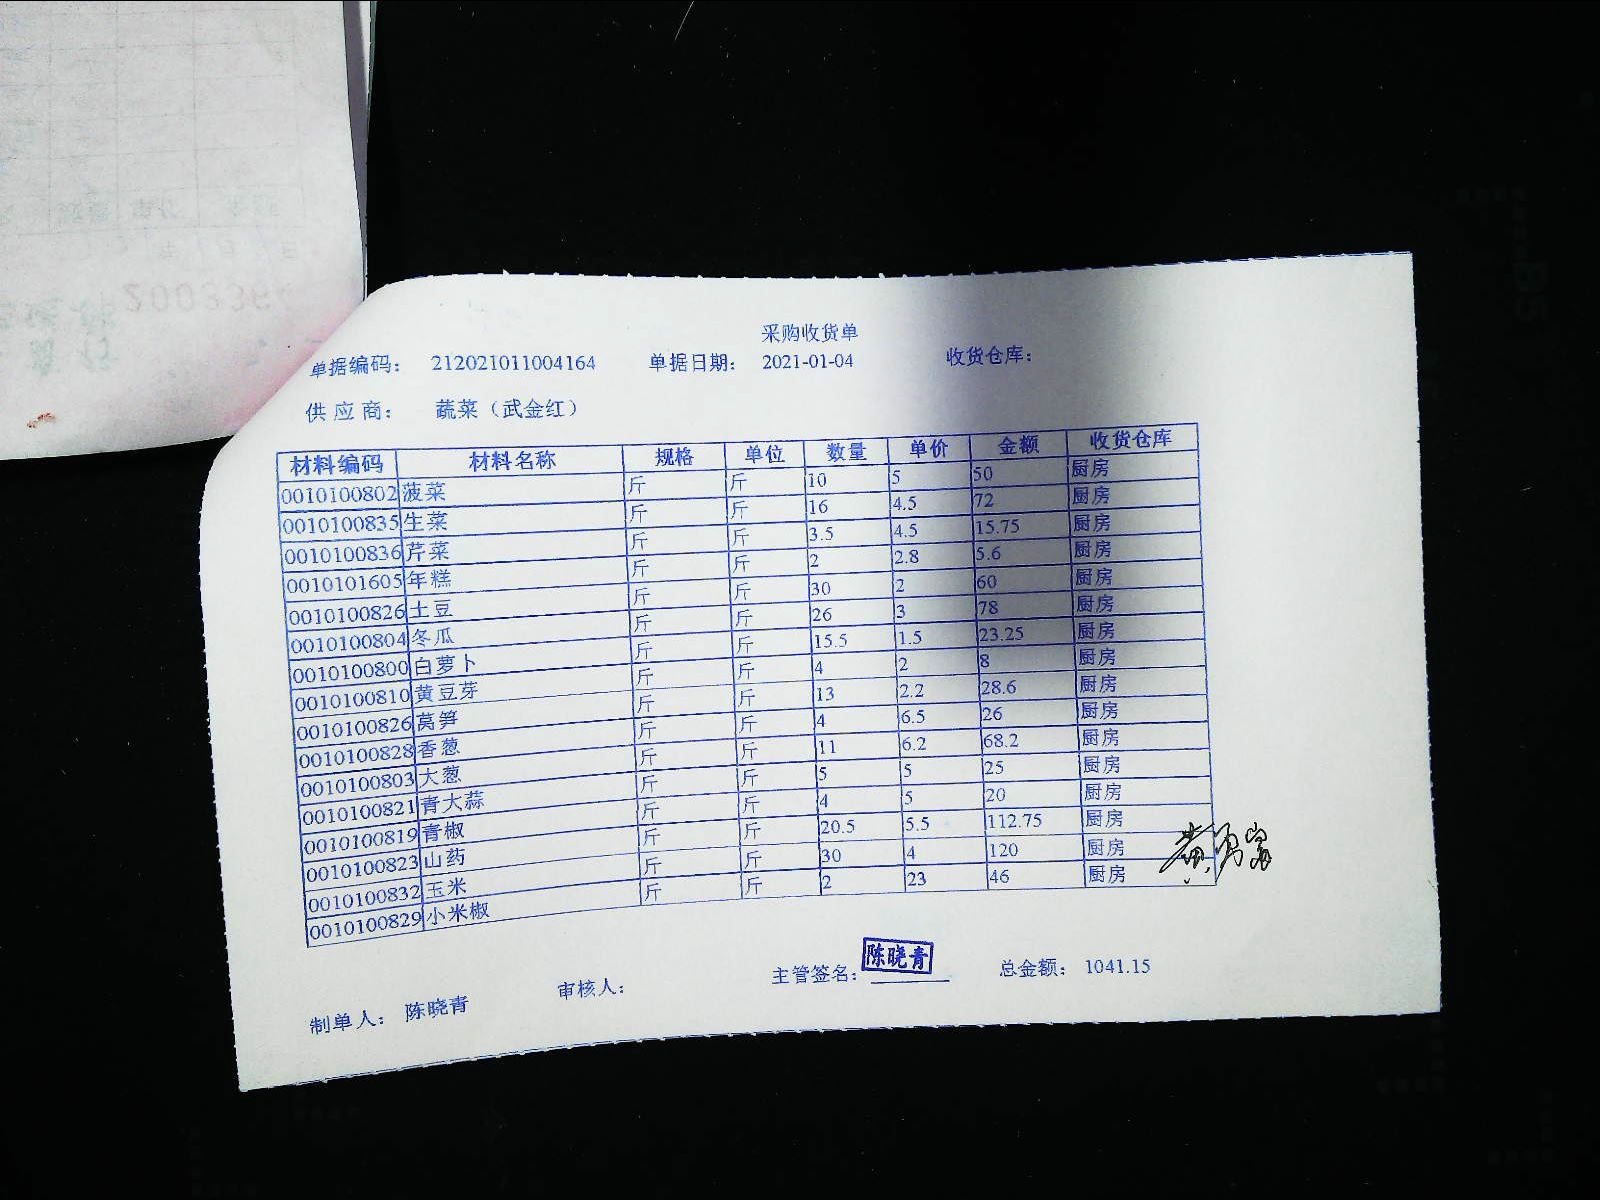 采购收货单
单据编码： 212021011004164 单据日期： 2021-01-04 收货仓库：
供应商： 蔬菜（武金红）
材料编码 材料名称 规格 单位 数量 单价 金额 收货仓库
0010100802 菠菜 斤 斤 10 5 50 厨房
0010100835 生菜 斤 斤 16 4.5 72 厨房
0010100836 芹菜 斤 斤 3.5 4.5 15.75 厨房
0010101605 年糕 斤 斤 2 2.8 5.6 厨房
0010100826 土豆 斤 斤 30 2 60 厨房
0010100804 冬瓜 斤 斤 26 3 78 厨房
0010100800 白萝卜 斤 斤 15.5 1.5 23.25 厨房
0010100810 黄豆芽 斤 斤 4 2 8 厨房
0010100826 莴笋 斤 斤 13 2.2 28.6 厨房
0010100828 香葱 斤 斤 4 6.5 26 厨房
0010100803 大葱 斤 斤 11 6.2 68.2 厨房
0010100821 青大蒜 斤 斤 5 5 25 厨房
0010100819 青椒 斤 斤 4 5 20 厨房
0010100823 山药 斤 斤 20.5 5.5 112.75 厨房
0010100832 玉米 斤 斤 30 4 120 厨房
0010100829 小米椒 斤 斤 2 23 46 厨房
制单人： 陈晓青 审核人： 主管签名： 陈晓青 总金额： 1041.15